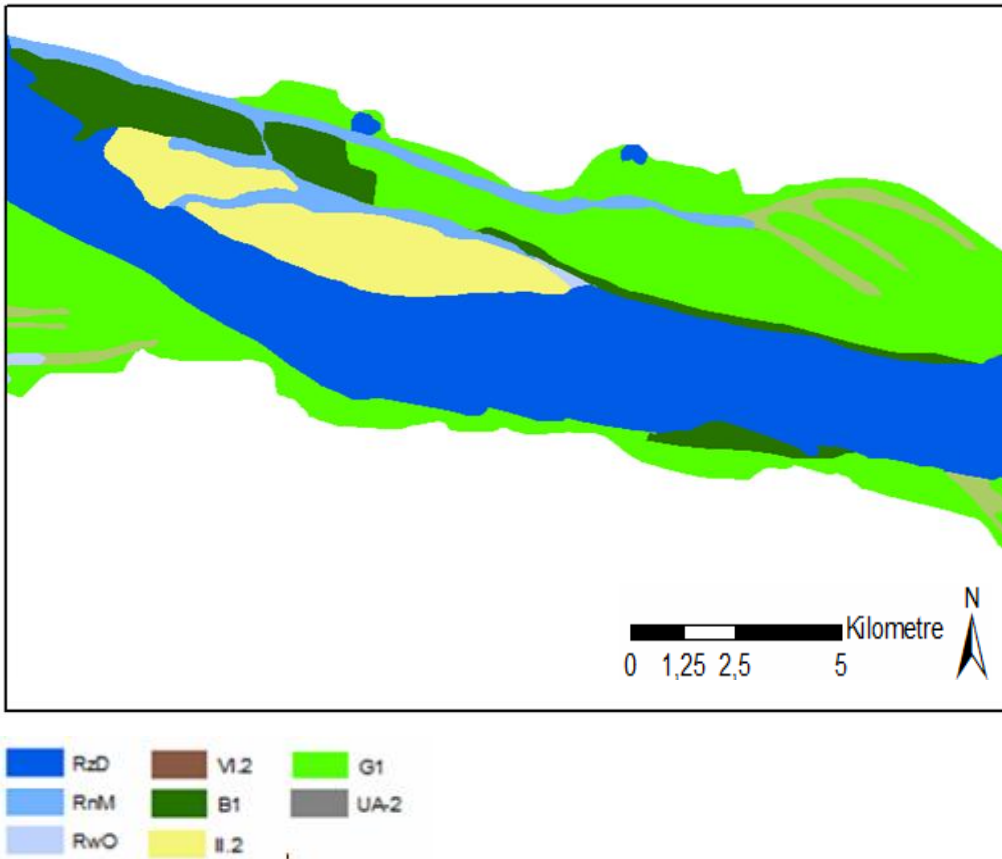 N
Kilometre
0 1,25 2,5 5
RzD VI.2 G1
RnM B1 UA-2
RwO II.2